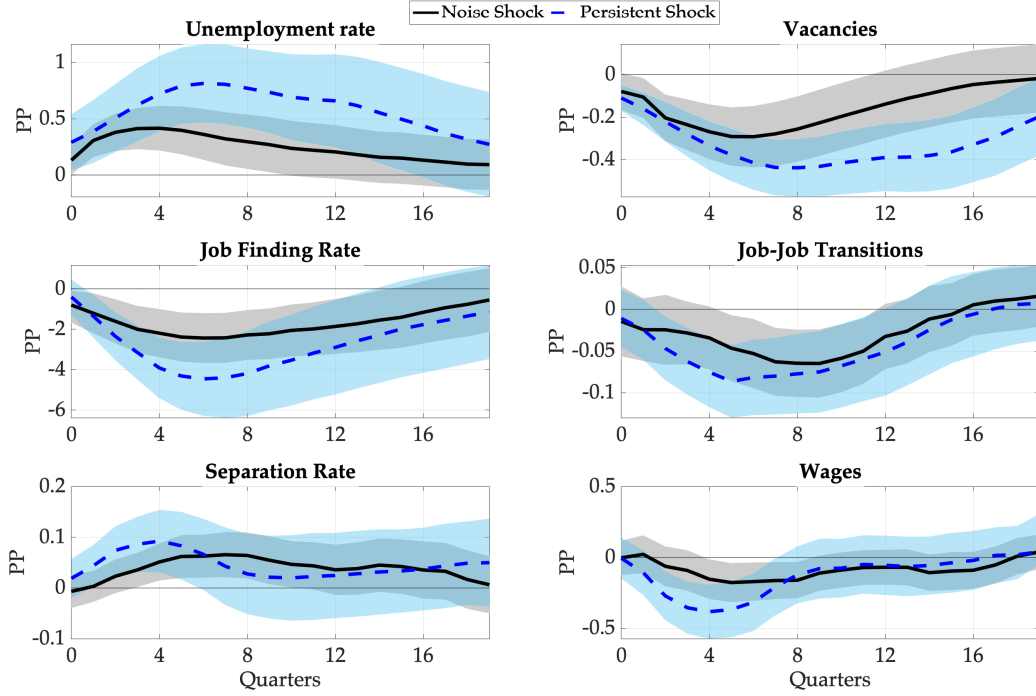 Noise Shock Persistent Shock
Unemployment rate
PP
1
0.5
0
0 4 8 12 16
Vacancies
PP
0
-0.2
-0.4
0 4 8 12 16
Job Finding Rate
PP
0
-2
-4
-6
0 4 8 12 16
Job-Job Transitions
PP
0.05
0
-0.05
-0.1
0 4 8 12 16
Separation Rate
PP
0.2
0.1
0
-0.1
0 4 8 12 16
Quarters
Wages
PP
0.5
0
-0.5
0 4 8 12 16
Quarters